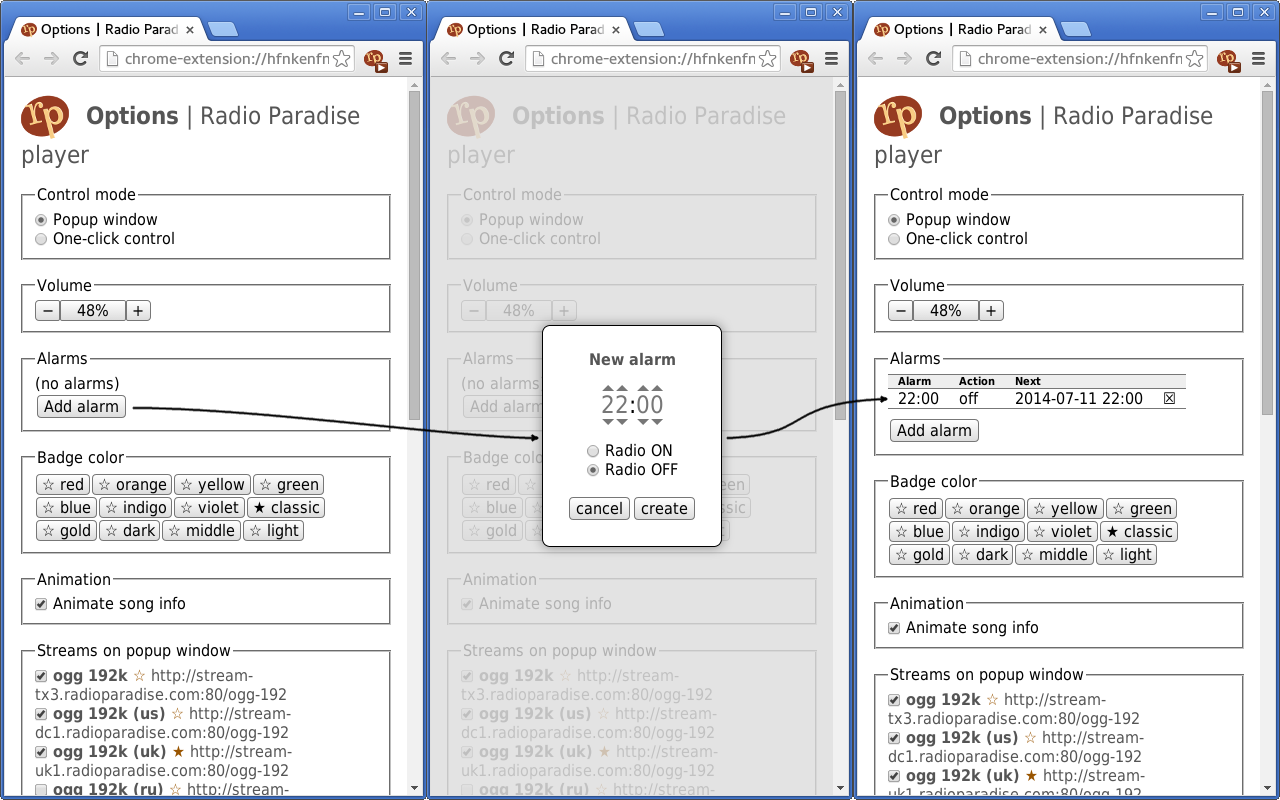 Options | Radio Parad
chrome-extension://hfnkenfn
rp
Options | Radio Paradise
player
Control mode
Popup window
One-click control
Volume
− 48% +
Alarms
(no alarms)
Add alarm
Badge color
☆ red ☆ orange ☆ yellow ☆ green
☆ blue ☆ indigo ☆ violet ★ classic
☆ gold ☆ dark ☆ middle ☆ light
Animation
Animate song info
Streams on popup window
ogg 192k ☆ http://stream-
tx3.radioparadise.com:80/ogg-192
ogg 192k (us) ☆ http://stream-
dc1.radioparadise.com:80/ogg-192
ogg 192k (uk) ★ http://stream-
uk1.radioparadise.com:80/ogg-192
ogg 192k (ru) ☆ http://stream-
Options | Radio Parad
chrome-extension://hfnkenfn
rp
Options | Radio Paradise
player
Control mode
Popup window
One-click control
Volume
− 48% +
Alarms
(no alarms
Add alarm
Badge colo
☆ red
een
☆ blue
ssic
☆ gold
New alarm
22:00
Radio ON
Radio OFF
cancel create
Animation
Animate song info
Streams on popup window
ogg 192k ☆ http://stream-
tx3.radioparadise.com:80/ogg-192
ogg 192k (us) ☆ http://stream-
dc1.radioparadise.com:80/ogg-192
ogg 192k (uk) ★ http://stream-
uk1.radioparadise.com:80/ogg-192
ogg 192k (ru) ☆ http://stream-
Options | Radio Parad
chrome-extension://hfnkenfn
rp
Options | Radio Paradise
player
Control mode
Popup window
One-click control
Volume
− 48% +
Alarms
Alarm Action Next
22:00 off 2014-07-11 22:00
Add alarm
Badge color
☆ red ☆ orange ☆ yellow ☆ green
☆ blue ☆ indigo ☆ violet ★ classic
☆ gold ☆ dark ☆ middle ☆ light
Animation
Animate song info
Streams on popup window
ogg 192k ☆ http://stream-
tx3.radioparadise.com:80/ogg-192
ogg 192k (us) ☆ http://stream-
dc1.radioparadise.com:80/ogg-192
ogg 192k (uk) ★ http://stream-
uk1.radioparadise.com:80/ogg-192